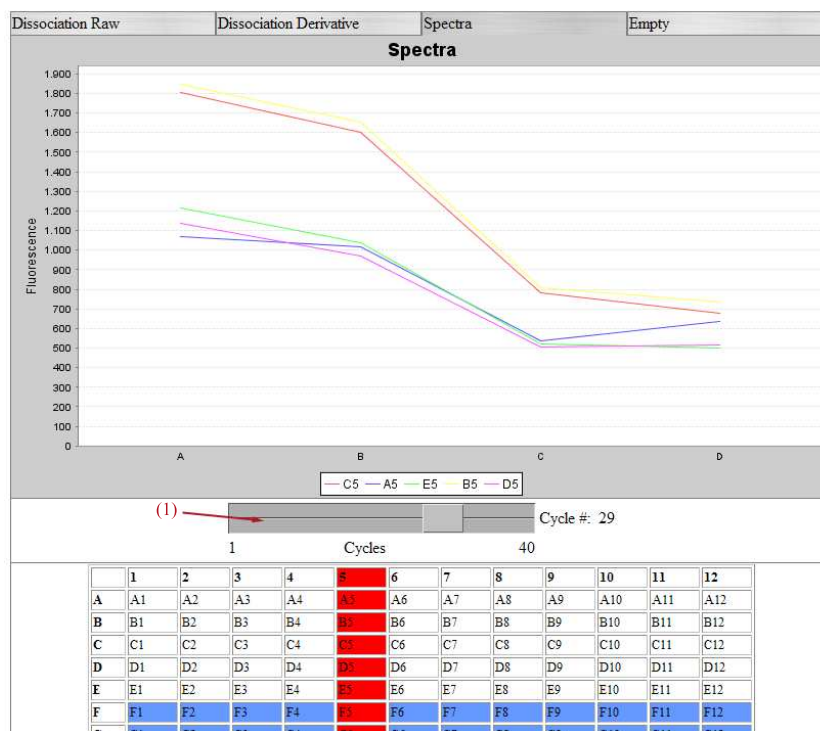 Dissociation Raw Dissociation Derivative Spectra Empty
Spectra
1.900
1.800
1.700
1.600
1.500
1.400
1.300
1.200
1.100
1.000
900
800
700
600
500
400
300
200
100
0
Fluorescence
A B C D
C5 A5 E5 B5 D5
(1) Cycle #: 29
1 Cycles 40
1 2 3 4 5 6 7 8 9 10 11 12
A A1 A2 A3 A4 A5 A6 A7 A8 A9 A10 A11 A12
B B1 B2 B3 B4 B5 B6 B7 B8 B9 B10 B11 B12
C C1 C2 C3 C4 C5 C6 C7 C8 C9 C10 C11 C12
D D1 D2 D3 D4 D5 D6 D7 D8 D9 D10 D11 D12
E E1 E2 E3 E4 E5 E6 E7 E8 E9 E10 E11 E12
F F1 F2 F3 F4 F5 F6 F7 F8 F9 F10 F11 F12